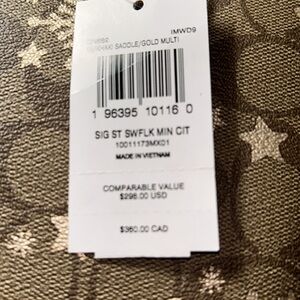 IMWD9
SADDLE/GOLD MULTI
1 96395 10116 0
SIG ST SWFLK MIN CIT
10011173MX01
MADE IN VIETNAM
COMPARABLE VALUE
$298.00 USD
$360.00 CAD